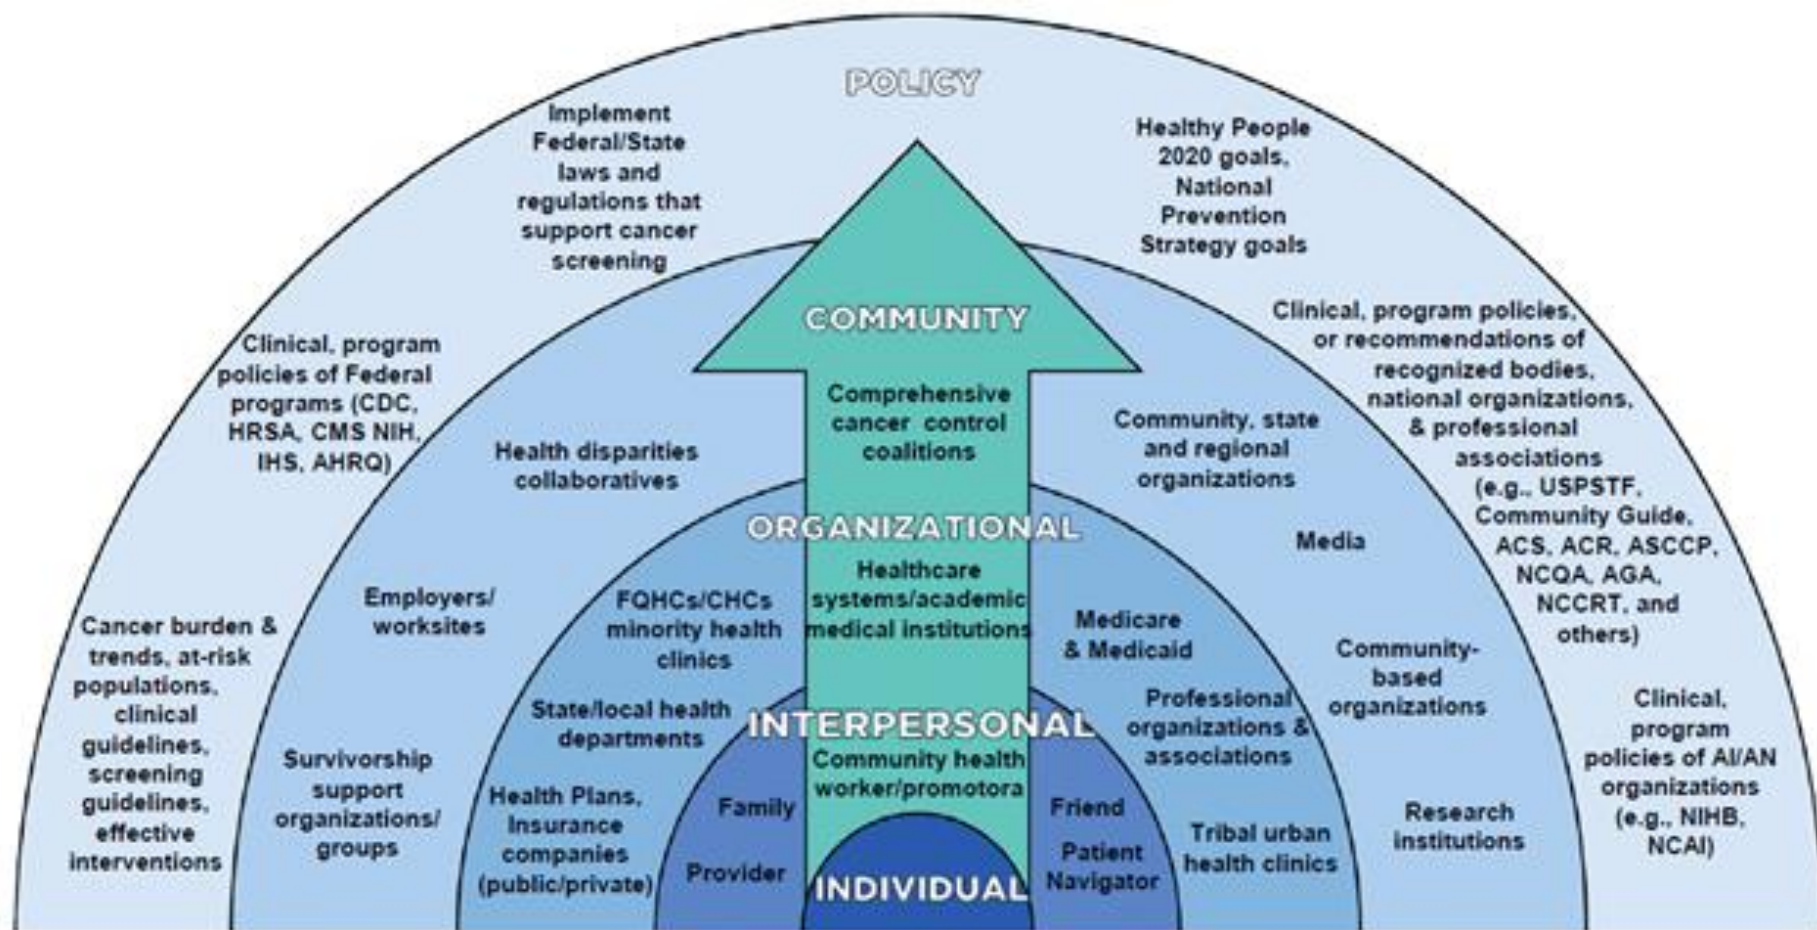 POLICY
Implement
Federal/State
laws and
regulations that
support cancer
screening
Healthy People
2020 goals,
National
Prevention
Strategy goals
Clinical, program
policies of Federal
programs (CDC,
HRSA, CMS NIH,
IHS, AHRQ)
Clinical, program policies,
or recommendations of
recognized bodies,
national organizations,
& professional
associations
(e.g., USPSTF,
Community Guide,
ACS, ACR, ASCCP,
NCQA, AGA,
NCCRT, and
others)
Cancer burden &
trends, at-risk
populations,
clinical
guidelines,
screening
guidelines,
effective
interventions
Clinical,
program
policies of AI/AN
organizations
(e.g., NIHB,
NCAI)
COMMUNITY
Comprehensive
cancer control
coalitions
Health disparities
collaboratives
Community, state
and regional
organizations
Media
Employers/
worksites
Community-
based
organizations
Survivorship
support
organizations/
groups
Research
institutions
ORGANIZATIONAL
Healthcare
systems/academic
medical institutions
FQHCs/CHCs
minority health
clinics
Medicare
& Medicaid
State/local health
departments
Professional
organizations &
associations
Health Plans,
Insurance
companies
(public/private)
Tribal urban
health clinics
INTERPERSONAL
Community health
worker/promotora
Family
Friend
Provider
Patient
Navigator
INDIVIDUAL